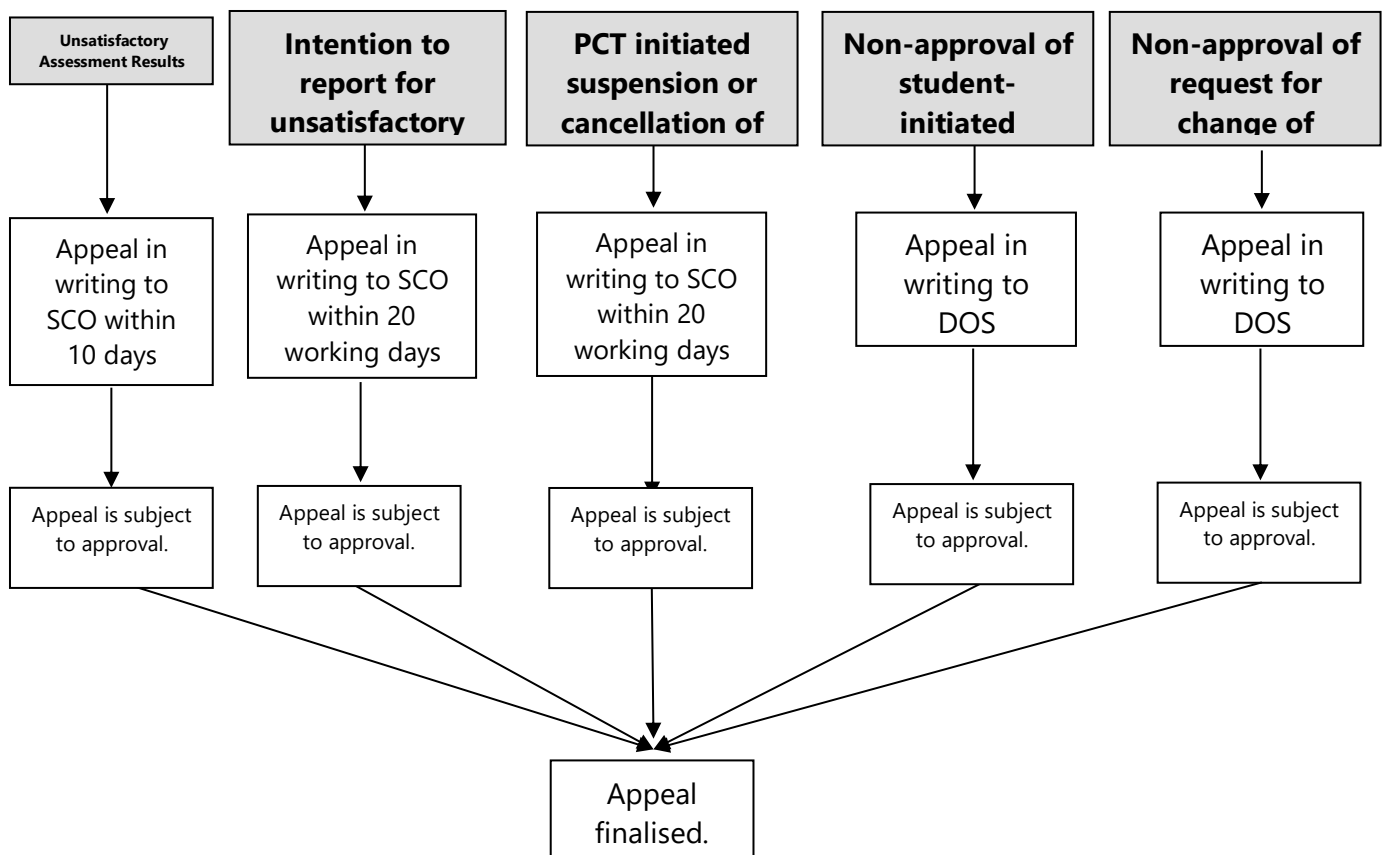 Unsatisfactory
Assessment Results
Intention to
report for
unsatisfactory
PCT initiated
suspension or
cancellation of
Non-approval of
student-
initiated
Non-approval of
request for
change of
Appeal in
writing to
SCO within
10 days
Appeal in
writing to SCO
within 20
working days
Appeal in
writing to SCO
within 20
working days
Appeal in
writing to
DOS
Appeal in
writing to
DOS
Appeal is subject
to approval.
Appeal is subject
to approval.
Appeal is subject
to approval.
Appeal is subject
to approval.
Appeal is subject
to approval.
Appeal
finalised.